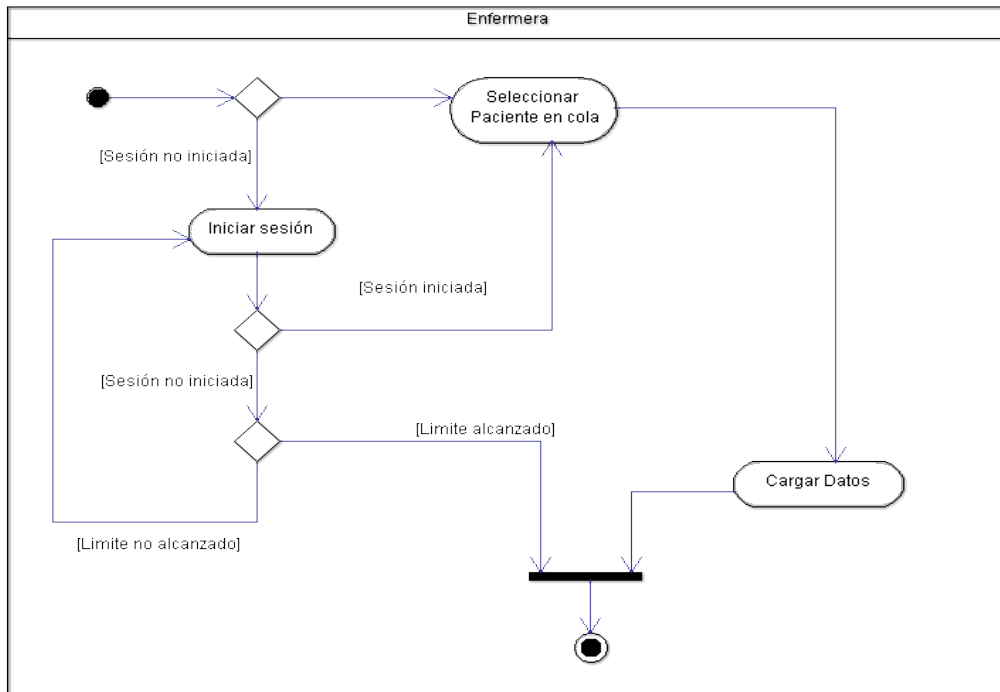 Enfermera
Seleccionar
Paciente en cola
[Sesión no iniciada]
Iniciar sesión
[Sesión iniciada]
[Sesión no iniciada]
[Limite alcanzado]
Cargar Datos
[Limite no alcanzado]